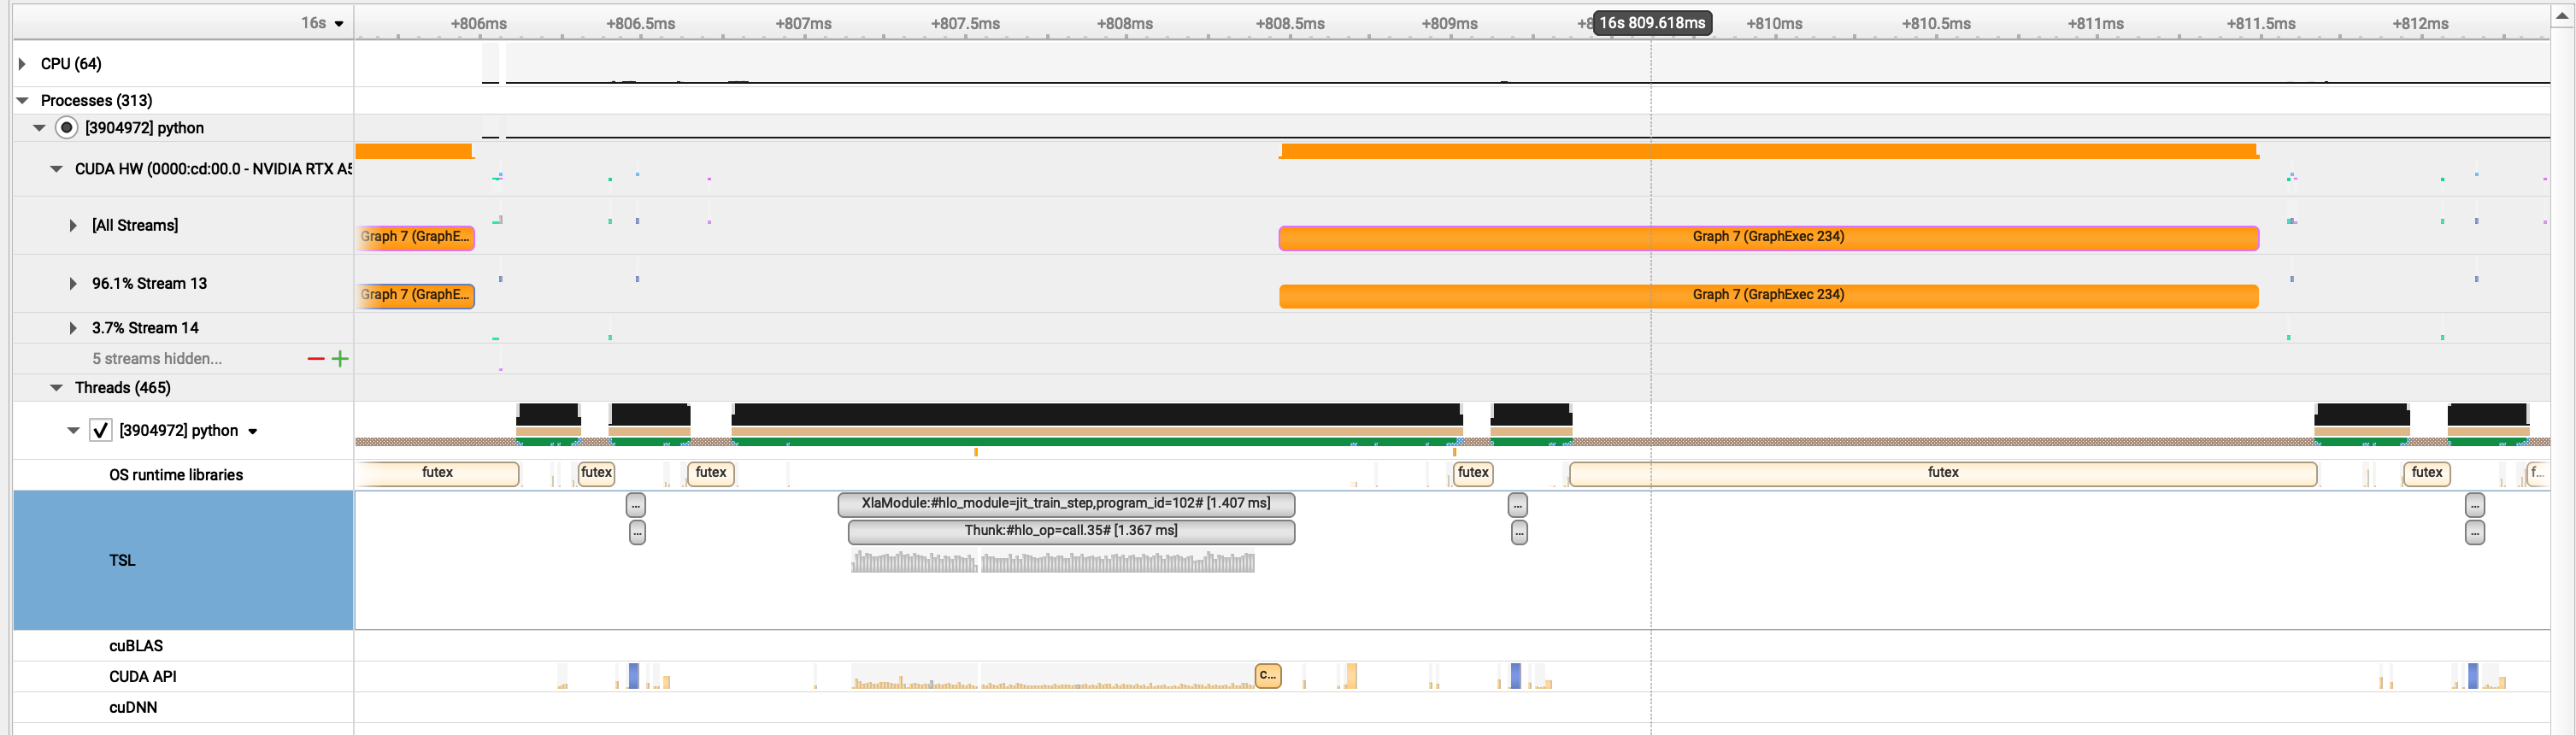 16s +806ms +806.5ms +807ms +807.5ms +808ms +808.5ms +809ms +8 16s 809.618ms +810ms +810.5ms +811ms +811.5ms +812ms
CPU (64)
Processes (313)
[3904972] python
CUDA HW (0000:cd:00.0 - NVIDIA RTX A5
[All Streams] Graph 7 (GraphE... Graph 7 (GraphExec 234)
96.1% Stream 13 Graph 7 (GraphE... Graph 7 (GraphExec 234)
3.7% Stream 14
5 streams hidden...
Threads (465)
[3904972] python
OS runtime libraries futex futex futex futex futex futex f...
... XlaModule:#hlo_module=jit_train_step,program_id=102# [1.407 ms] ... ...
... Thunk:#hlo_op=call.35# [1.367 ms] ... ...
TSL
cuBLAS
CUDA API c...
cuDNN